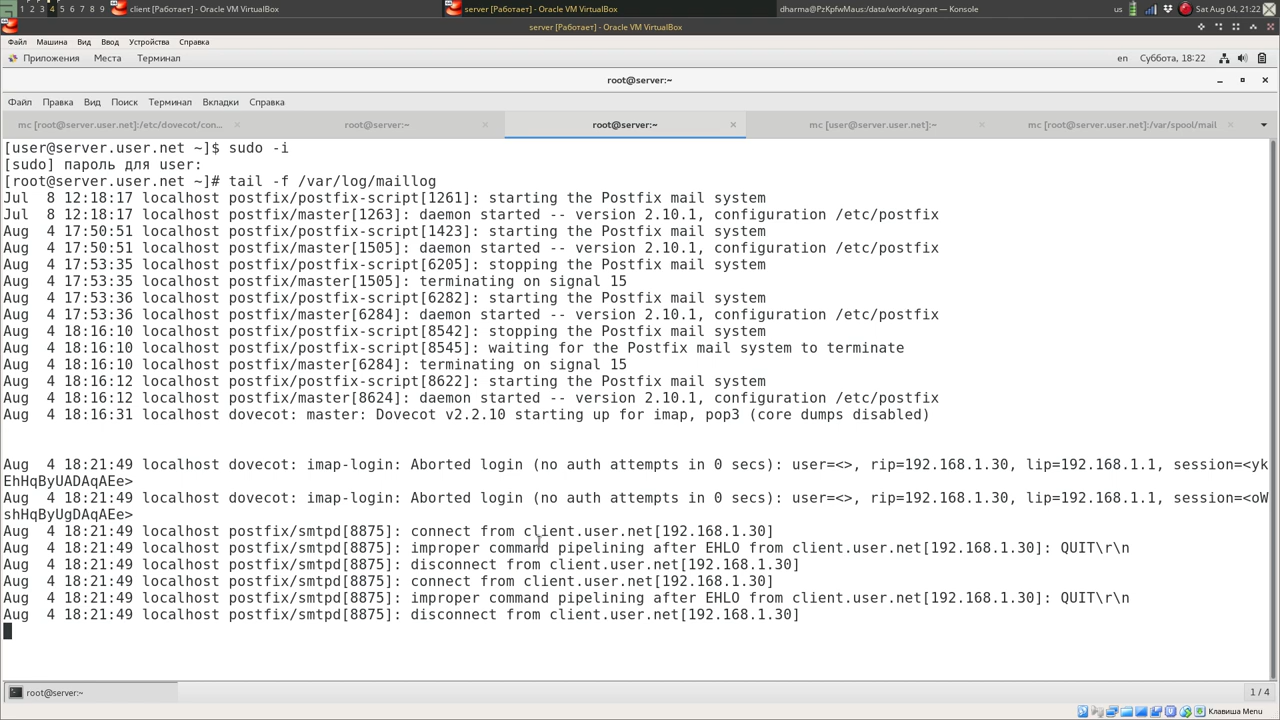 1 2 3 4 5 6 7 8 9 client [Работает] - Oracle VM VirtualBox server [Работает] - Oracle VM VirtualBox dharma@PzKpfwMaus:/data/work/vagrant — Konsole us Sat Aug 04, 21:22
server [Работает] - Oracle VM VirtualBox
Файл Машина Вид Ввод Устройства Справка
Приложения Места Терминал en Суббота, 18:22
root@server:~
Файл Правка Вид Поиск Терминал Вкладки Справка
mc [root@server.user.net]:/etc/dovecot/con... × root@server:~ × root@server:~ × mc [user@server.user.net]:~ × mc [root@server.user.net]:/var/spool/mail ×
[user@server.user.net ~]$ sudo -i
[sudo] пароль для user:
[root@server.user.net ~]# tail -f /var/log/maillog
Jul  8 12:18:17 localhost postfix/postfix-script[1261]: starting the Postfix mail system
Jul  8 12:18:17 localhost postfix/master[1263]: daemon started -- version 2.10.1, configuration /etc/postfix
Aug  4 17:50:51 localhost postfix/postfix-script[1423]: starting the Postfix mail system
Aug  4 17:50:51 localhost postfix/master[1505]: daemon started -- version 2.10.1, configuration /etc/postfix
Aug  4 17:53:35 localhost postfix/postfix-script[6205]: stopping the Postfix mail system
Aug  4 17:53:35 localhost postfix/master[1505]: terminating on signal 15
Aug  4 17:53:36 localhost postfix/postfix-script[6282]: starting the Postfix mail system
Aug  4 17:53:36 localhost postfix/master[6284]: daemon started -- version 2.10.1, configuration /etc/postfix
Aug  4 18:16:10 localhost postfix/postfix-script[8542]: stopping the Postfix mail system
Aug  4 18:16:10 localhost postfix/postfix-script[8545]: waiting for the Postfix mail system to terminate
Aug  4 18:16:10 localhost postfix/master[6284]: terminating on signal 15
Aug  4 18:16:12 localhost postfix/postfix-script[8622]: starting the Postfix mail system
Aug  4 18:16:12 localhost postfix/master[8624]: daemon started -- version 2.10.1, configuration /etc/postfix
Aug  4 18:16:31 localhost dovecot: master: Dovecot v2.2.10 starting up for imap, pop3 (core dumps disabled)
Aug  4 18:21:49 localhost dovecot: imap-login: Aborted login (no auth attempts in 0 secs): user=<>, rip=192.168.1.30, lip=192.168.1.1, session=<yk
EhHqByUADAqAEe>
Aug  4 18:21:49 localhost dovecot: imap-login: Aborted login (no auth attempts in 0 secs): user=<>, rip=192.168.1.30, lip=192.168.1.1, session=<oW
shHqByUgDAqAEe>
Aug  4 18:21:49 localhost postfix/smtpd[8875]: connect from client.user.net[192.168.1.30]
Aug  4 18:21:49 localhost postfix/smtpd[8875]: improper command pipelining after EHLO from client.user.net[192.168.1.30]: QUIT\r\n
Aug  4 18:21:49 localhost postfix/smtpd[8875]: disconnect from client.user.net[192.168.1.30]
Aug  4 18:21:49 localhost postfix/smtpd[8875]: connect from client.user.net[192.168.1.30]
Aug  4 18:21:49 localhost postfix/smtpd[8875]: improper command pipelining after EHLO from client.user.net[192.168.1.30]: QUIT\r\n
Aug  4 18:21:49 localhost postfix/smtpd[8875]: disconnect from client.user.net[192.168.1.30]
root@server:~ 1 / 4
Клавиша Menu